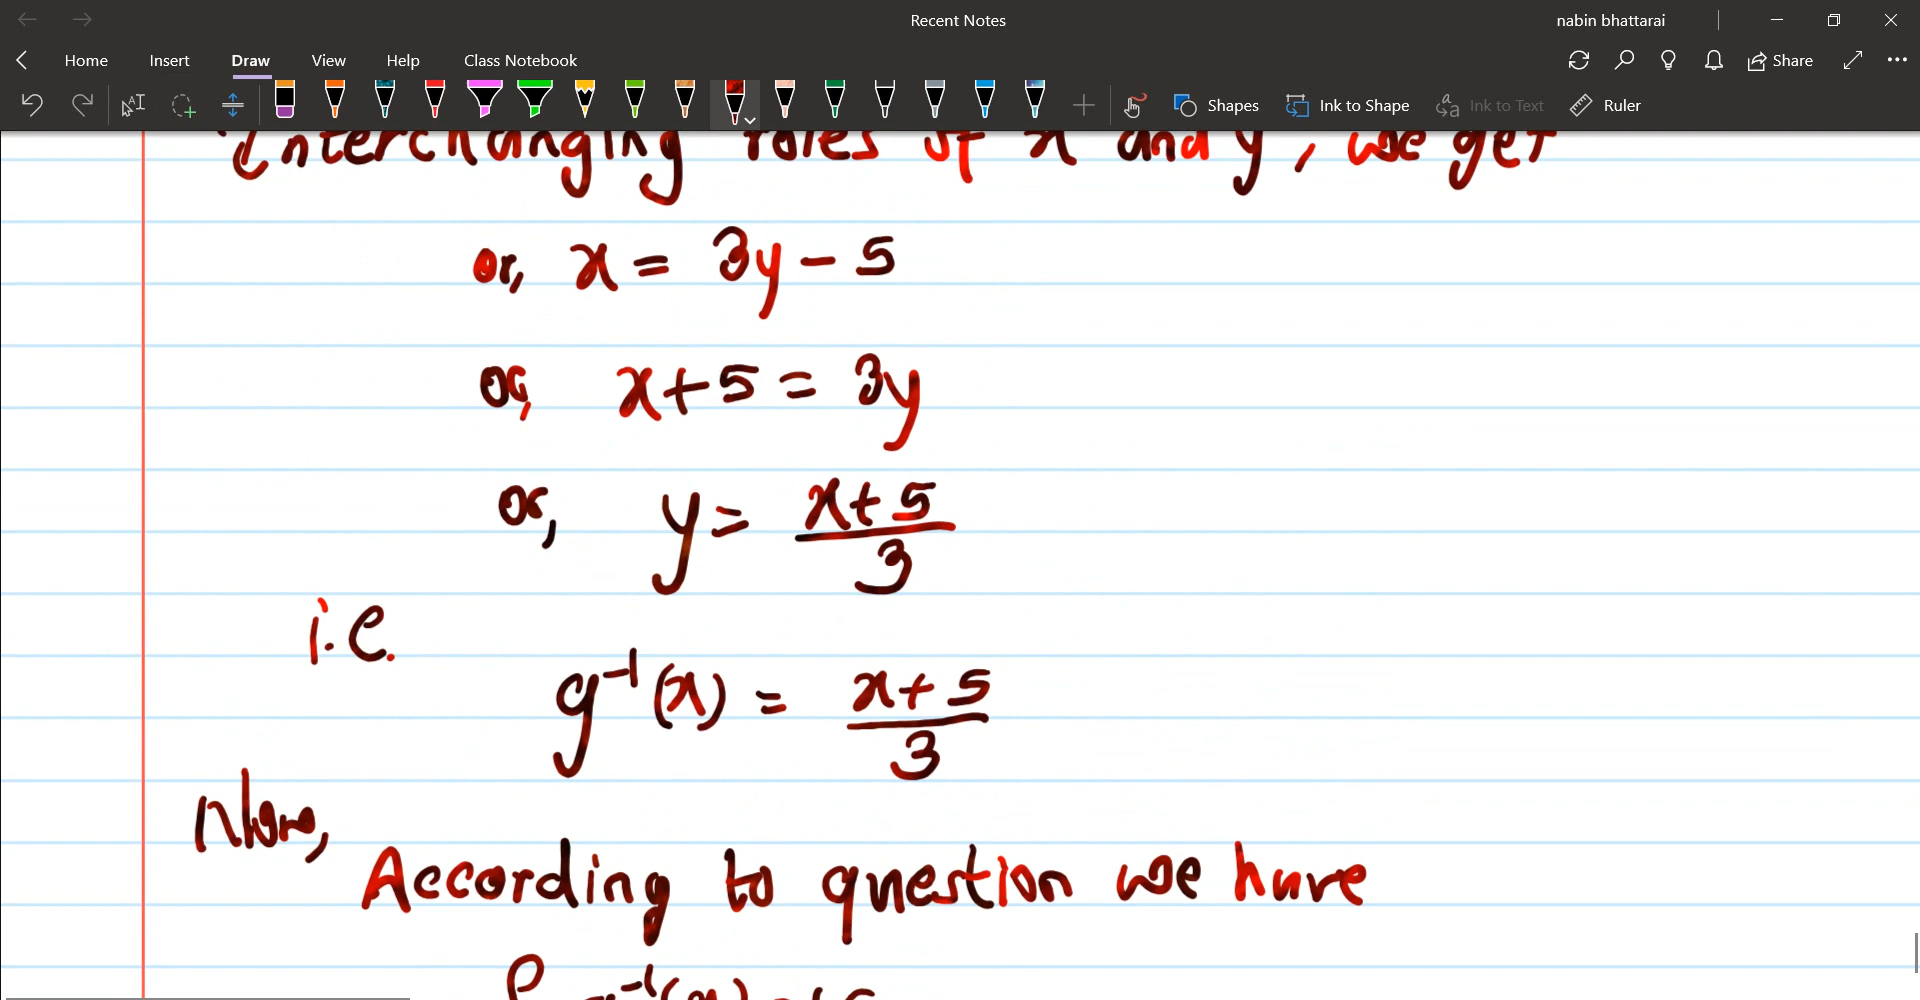 Recent Notes
nabin bhattarai
Home Insert Draw View Help Class Notebook
Share
Shapes Ink to Shape Ink to Text Ruler
Interchanging roles of x and y, we get
or, x = 3y - 5
or, x+5 = 3y
or, y = x+5/3
i.e.
g⁻¹(x) = x+5/3
Now,
According to question we have